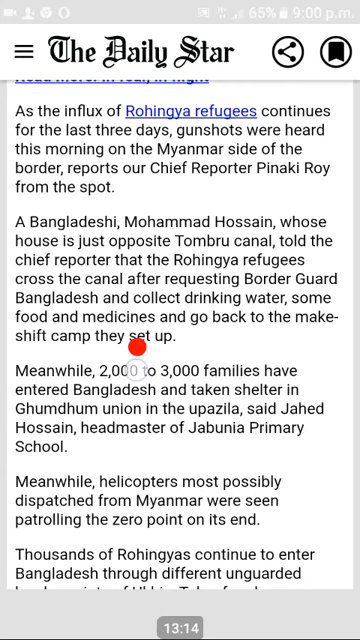 65% 9:00 p.m.
The Daily Star
As the influx of Rohingya refugees continues
for the last three days, gunshots were heard
this morning on the Myanmar side of the
border, reports our Chief Reporter Pinaki Roy
from the spot.
A Bangladeshi, Mohammad Hossain, whose
house is just opposite Tombru canal, told the
chief reporter that the Rohingya refugees
cross the canal after requesting Border Guard
Bangladesh and collect drinking water, some
food and medicines and go back to the make-
shift camp they set up.
Meanwhile, 2,000 to 3,000 families have
entered Bangladesh and taken shelter in
Ghumdhum union in the upazila, said Jahed
Hossain, headmaster of Jabunia Primary
School.
Meanwhile, helicopters most possibly
dispatched from Myanmar were seen
patrolling the zero point on its end.
Thousands of Rohingyas continue to enter
Bangladesh through different unguarded
13:14